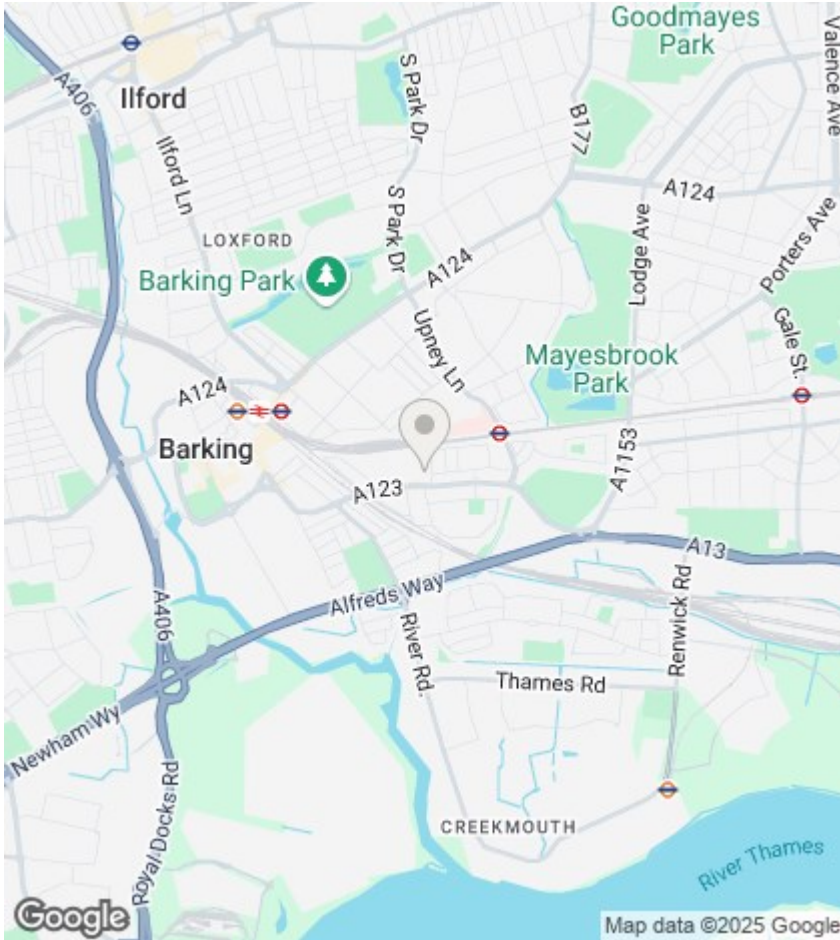 Goodmayes
Park
Valence Ave
A406
Ilford
S Park Dr
B177
Ilford Ln
A124
S Park Dr
LOXFORD
Lodge Ave
Porters Ave
Barking Park
A124
Upney Ln
Gale St.
Mayesbrook
Park
A124
Barking
A1153
A123
A13
Alfreds Way
A406
River Rd.
Renwick Rd
Thames Rd
Newham Wy
Royal Docks Rd
CREEKMOUTH
River Thames
Google
Map data ©2025 Google